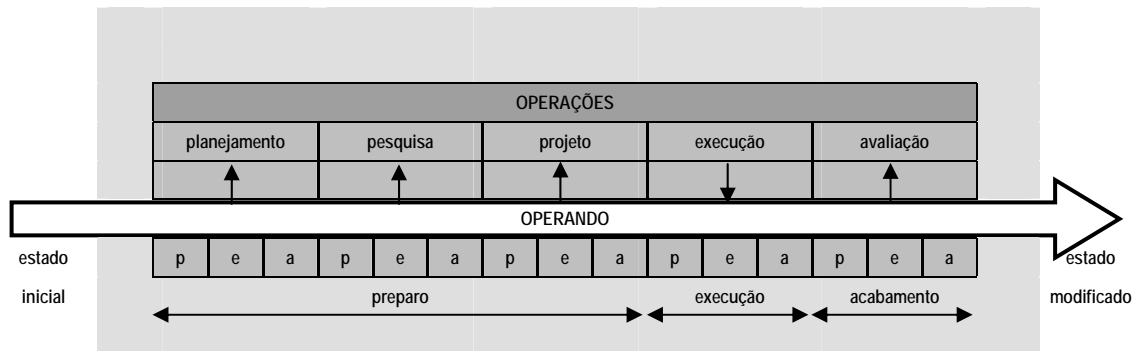 OPERAÇÕES
planejamento pesquisa projeto execução avaliação
OPERANDO
estado p e a p e a p e a p e a p e a estado
inicial preparo execução acabamento modificado